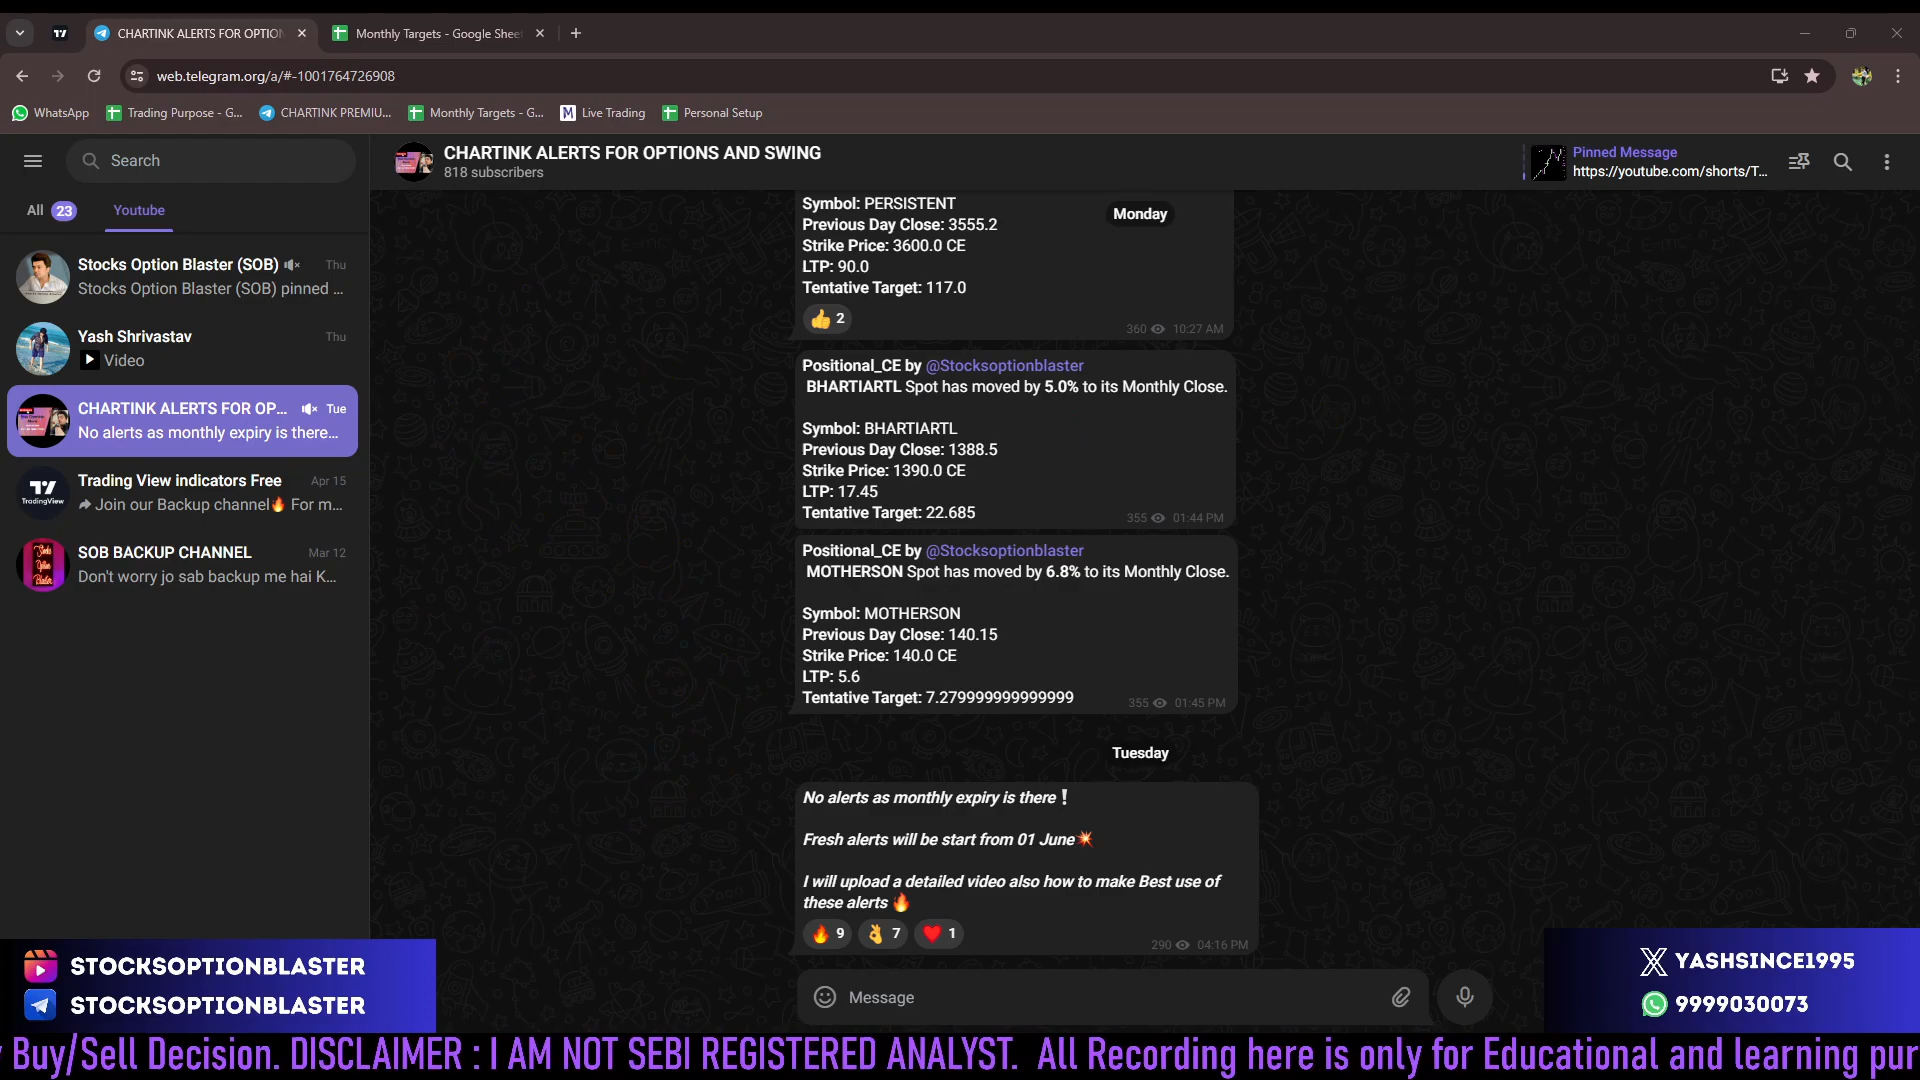 CHARTINK ALERTS FOR OPTION
Monthly Targets - Google Shee
web.telegram.org/a/#-1001764726908
WhatsApp
Trading Purpose - G...
CHARTINK PREMIU...
Monthly Targets - G...
M Live Trading
Personal Setup
Search
All 23
Youtube
Stocks Option Blaster (SOB) Thu
Stocks Option Blaster (SOB) pinned ...
Yash Shrivastav Thu
Video
CHARTINK ALERTS FOR OP... Tue
No alerts as monthly expiry is there...
Trading View indicators Free Apr 15
Join our Backup channel🔥 For m...
TradingView
SOB BACKUP CHANNEL Mar 12
Don't worry jo sab backup me hai K...
CHARTINK ALERTS FOR OPTIONS AND SWING
818 subscribers
Pinned Message
https://youtube.com/shorts/T...
Monday
Symbol: PERSISTENT
Previous Day Close: 3555.2
Strike Price: 3600.0 CE
LTP: 90.0
Tentative Target: 117.0
👍 2
360 10:27 AM
Positional_CE by @Stocksoptionblaster
BHARTIARTL Spot has moved by 5.0% to its Monthly Close.
Symbol: BHARTIARTL
Previous Day Close: 1388.5
Strike Price: 1390.0 CE
LTP: 17.45
Tentative Target: 22.685
355 01:44 PM
Positional_CE by @Stocksoptionblaster
MOTHERSON Spot has moved by 6.8% to its Monthly Close.
Symbol: MOTHERSON
Previous Day Close: 140.15
Strike Price: 140.0 CE
LTP: 5.6
Tentative Target: 7.279999999999999
355 01:45 PM
Tuesday
No alerts as monthly expiry is there❕
Fresh alerts will be start from 01 June💥
I will upload a detailed video also how to make Best use of
these alerts 🔥
🔥 9 👌 7 ❤️ 1
290 04:16 PM
Message
STOCKSOPTIONBLASTER
STOCKSOPTIONBLASTER
X YASHSINCE1995
9999030073
y Buy/Sell Decision. DISCLAIMER : I AM NOT SEBI REGISTERED ANALYST. All Recording here is only for Educational and learning pur